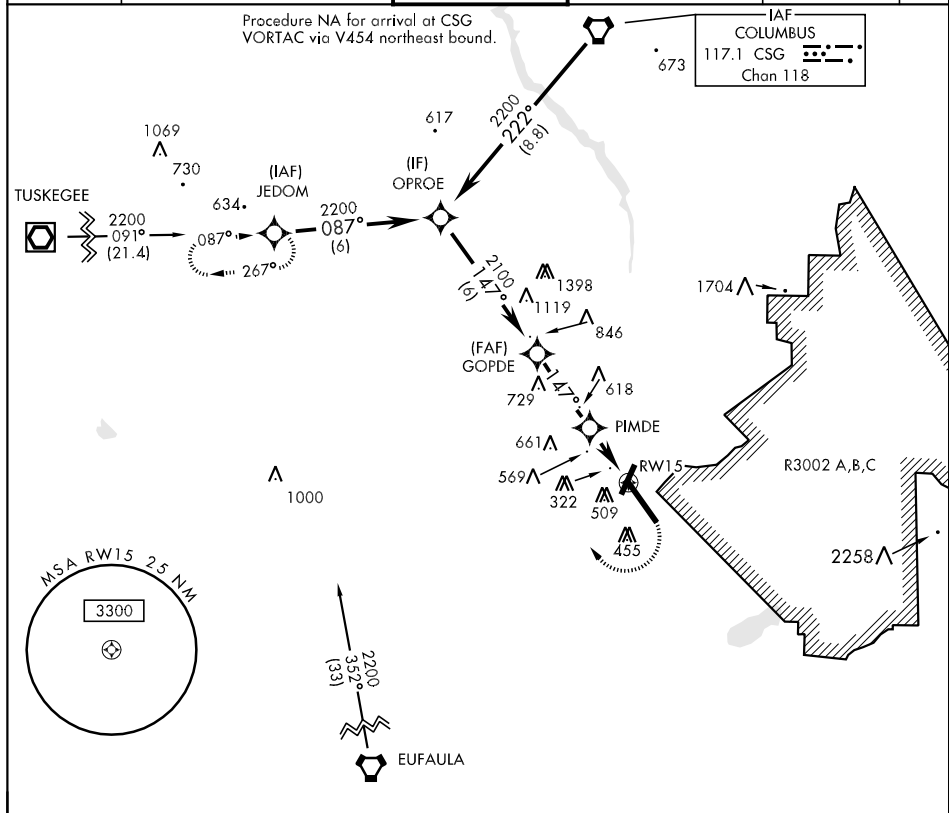 Procedure NA for arrival at CSG
VORTAC via V454 northeast bound.
IAF
COLUMBUS
117.1 CSG
Chan 118
673
2200
222°
(8.8)
617
1069
730
(IAF)
JEDOM
634
(IF)
OPROE
TUSKEGEE
2200
091°
(21.4)
087°
267°
2200
087°
(6)
2100
147°
(6)
1398
1119
846
1704
(FAF)
GOPDE
147°
729
618
PIMDE
661
569
322
509
455
RW15
R3002 A,B,C
2258
1000
MSA RW15 25 NM
3300
2200
352°
(33)
EUFAULA